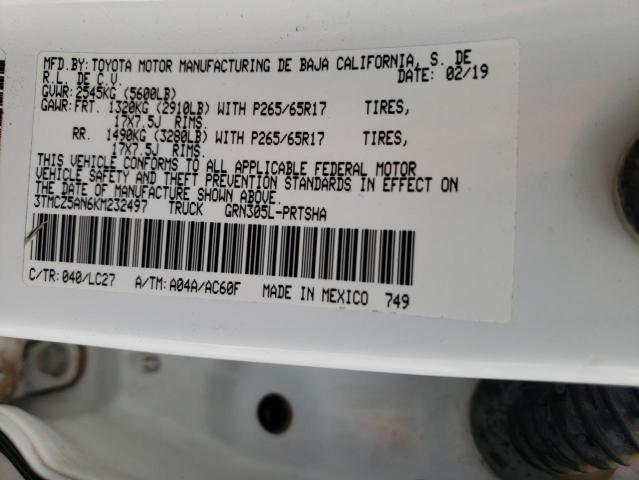 MFD.BY:TOYOTA MOTOR MANUFACTURING DE BAJA CALIFORNIA, S. DE
R.L. DE C.V. DATE: 02/19
GVWR:2545KG (5600LB)
GAWR:FRT. 1320KG (2910LB) WITH P265/65R17 TIRES,
17X7.5J RIMS.
RR. 1490KG (3280LB) WITH P265/65R17 TIRES,
17X7.5J RIMS.
THIS VEHICLE CONFORMS TO ALL APPLICABLE FEDERAL MOTOR
VEHICLE SAFETY AND THEFT PREVENTION STANDARDS IN EFFECT ON
THE DATE OF MANUFACTURE SHOWN ABOVE.
3TMCZ5AN6KM232497 TRUCK GRN305L-PRTSHA
C/TR: 040/LC27 A/TM: A04A/AC60F MADE IN MEXICO 749